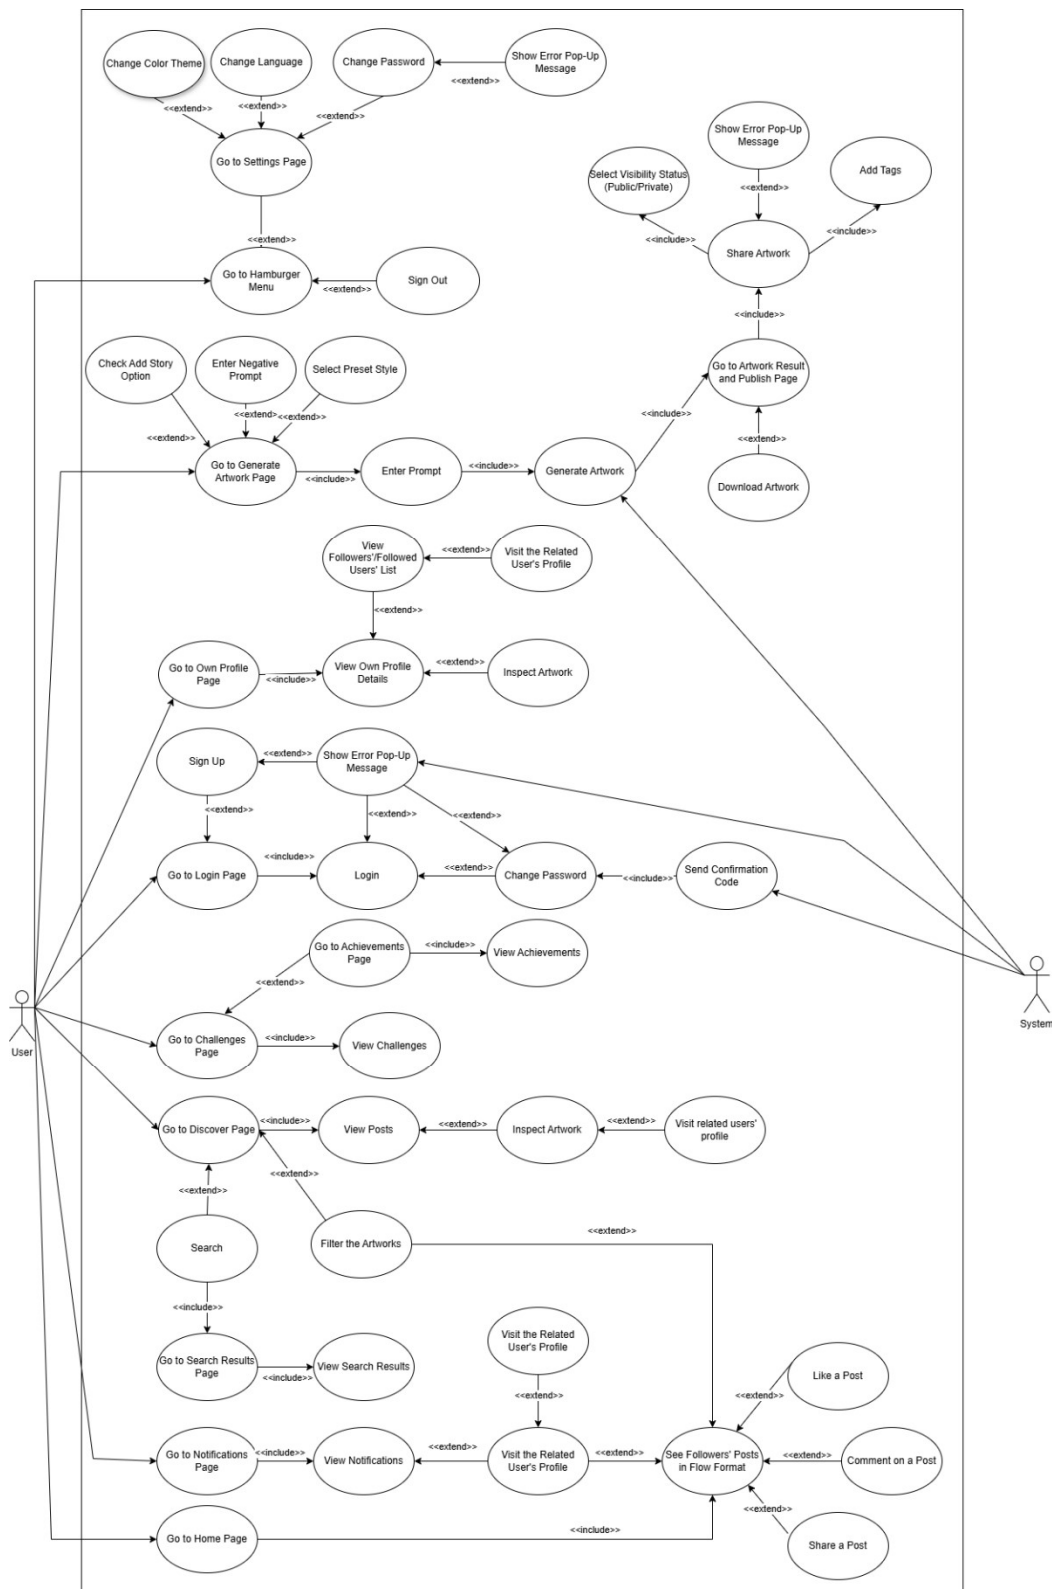 <<extend>>
Change Color Theme
Change Language
Change Password
Show Error Pop-Up
Message
<<extend>>
<<extend>>
<<extend>>
<<extend>>
Go to Settings Page
<<extend>>
Go to Hamburger
Menu
<<extend>>
Sign Out
Show Error Pop-Up
Message
Select Visibility Status
(Public/Private)
Add Tags
<<extend>>
<<include>>
<<include>>
Share Artwork
<<include>>
Go to Artwork Result
and Publish Page
<<extend>>
Download Artwork
Check Add Story
Option
Enter Negative
Prompt
Select Preset Style
<<extend>>
<<extend>>
<<extend>>
Go to Generate
Artwork Page
<<include>>
Enter Prompt
<<include>>
Generate Artwork
<<include>>
View
Followers'/Followed
Users' List
<<extend>>
Visit the Related
User's Profile
<<extend>>
Go to Own Profile
Page
<<include>>
View Own Profile
Details
<<extend>>
Inspect Artwork
Sign Up
<<extend>>
Show Error Pop-Up
Message
<<extend>>
<<extend>>
<<extend>>
Go to Login Page
<<include>>
Login
<<extend>>
Change Password
<<include>>
Send Confirmation
Code
Go to Achievements
Page
<<include>>
View Achievements
<<extend>>
User
System
Go to Challenges
Page
<<include>>
View Challenges
Go to Discover Page
<<include>>
View Posts
<<extend>>
Inspect Artwork
<<extend>>
Visit related users'
profile
<<extend>>
<<extend>>
Search
Filter the Artworks
<<extend>>
<<include>>
Go to Search Results
Page
<<include>>
View Search Results
Visit the Related
User's Profile
<<extend>>
Like a Post
<<extend>>
Go to Notifications
Page
<<include>>
View Notifications
<<extend>>
Visit the Related
User's Profile
<<extend>>
See Followers' Posts
in Flow Format
<<extend>>
Comment on a Post
<<extend>>
Share a Post
Go to Home Page
<<include>>